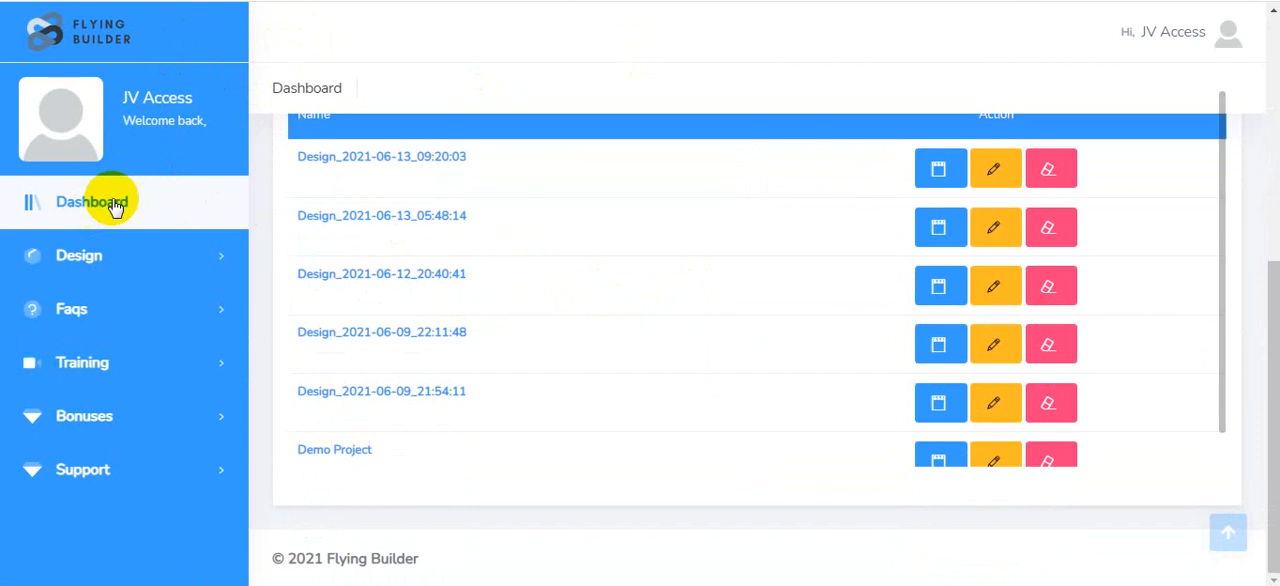 FLYING
BUILDER
Hi, JV Access
JV Access
Welcome back,
Dashboard
Design
Faqs
Training
Bonuses
Support
Dashboard
Name Action
Design_2021-06-13_09:20:03
Design_2021-06-13_05:48:14
Design_2021-06-12_20:40:41
Design_2021-06-09_22:11:48
Design_2021-06-09_21:54:11
Demo Project
© 2021 Flying Builder